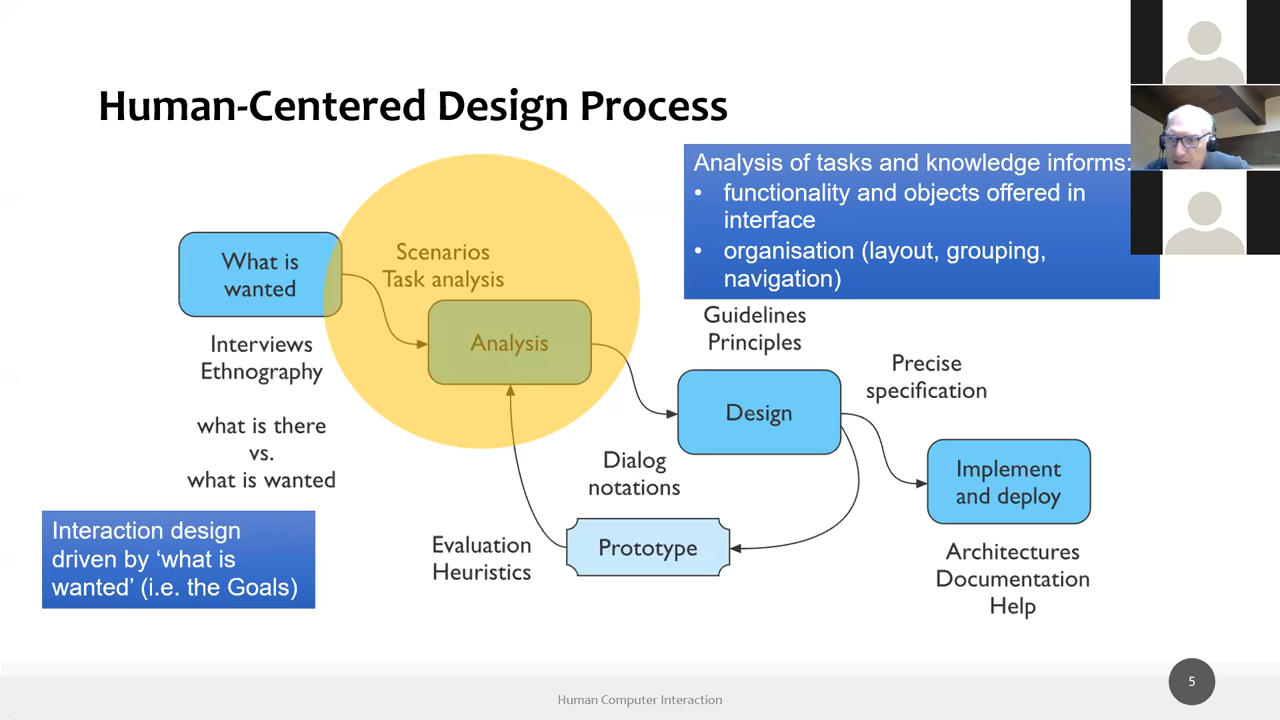 Human-Centered Design Process
Analysis of tasks and knowledge informs:
• functionality and objects offered in
interface
• organisation (layout, grouping,
navigation)
What is
wanted
Scenarios
Task analysis
Analysis
Interviews
Ethnography
what is there
vs.
what is wanted
Guidelines
Principles
Design
Precise
specification
Dialog
notations
Implement
and deploy
Interaction design
driven by ‘what is
wanted’ (i.e. the Goals)
Evaluation
Heuristics
Prototype
Architectures
Documentation
Help
Human Computer Interaction
5